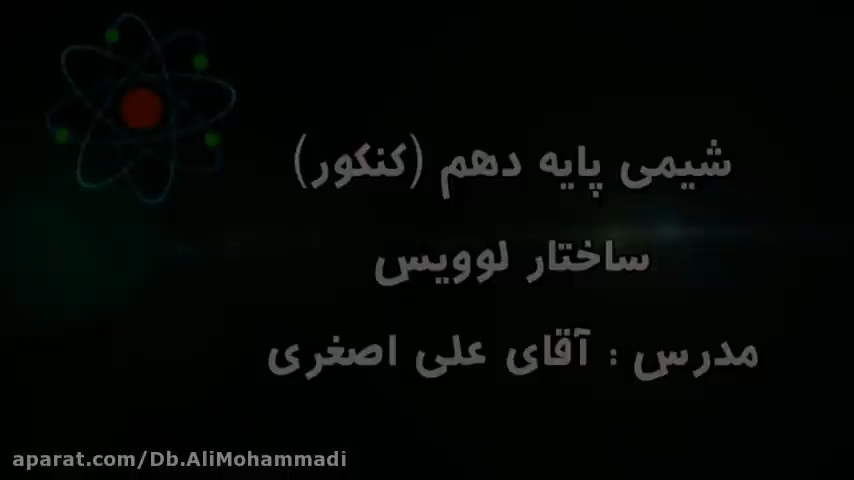 شیمی پایه دهم (کنکور)
ساختار لوویس
مدرس : آقای علی اصغری
aparat.com/Db.AliMohammadi